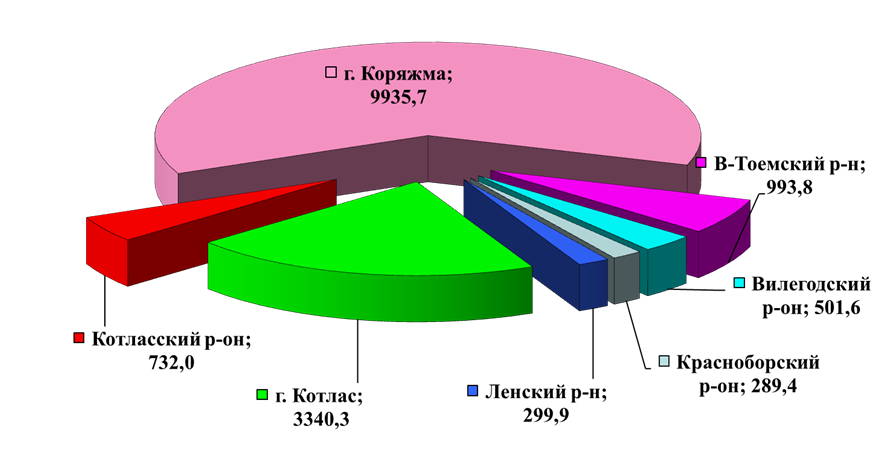 г. Коряжма;
9935,7
В-Тоемский р-н;
993,8
Вилегодский
р-он; 501,6
Красноборский
р-он; 289,4
Ленский р-н;
299,9
г. Котлас;
3340,3
Котласский р-он;
732,0